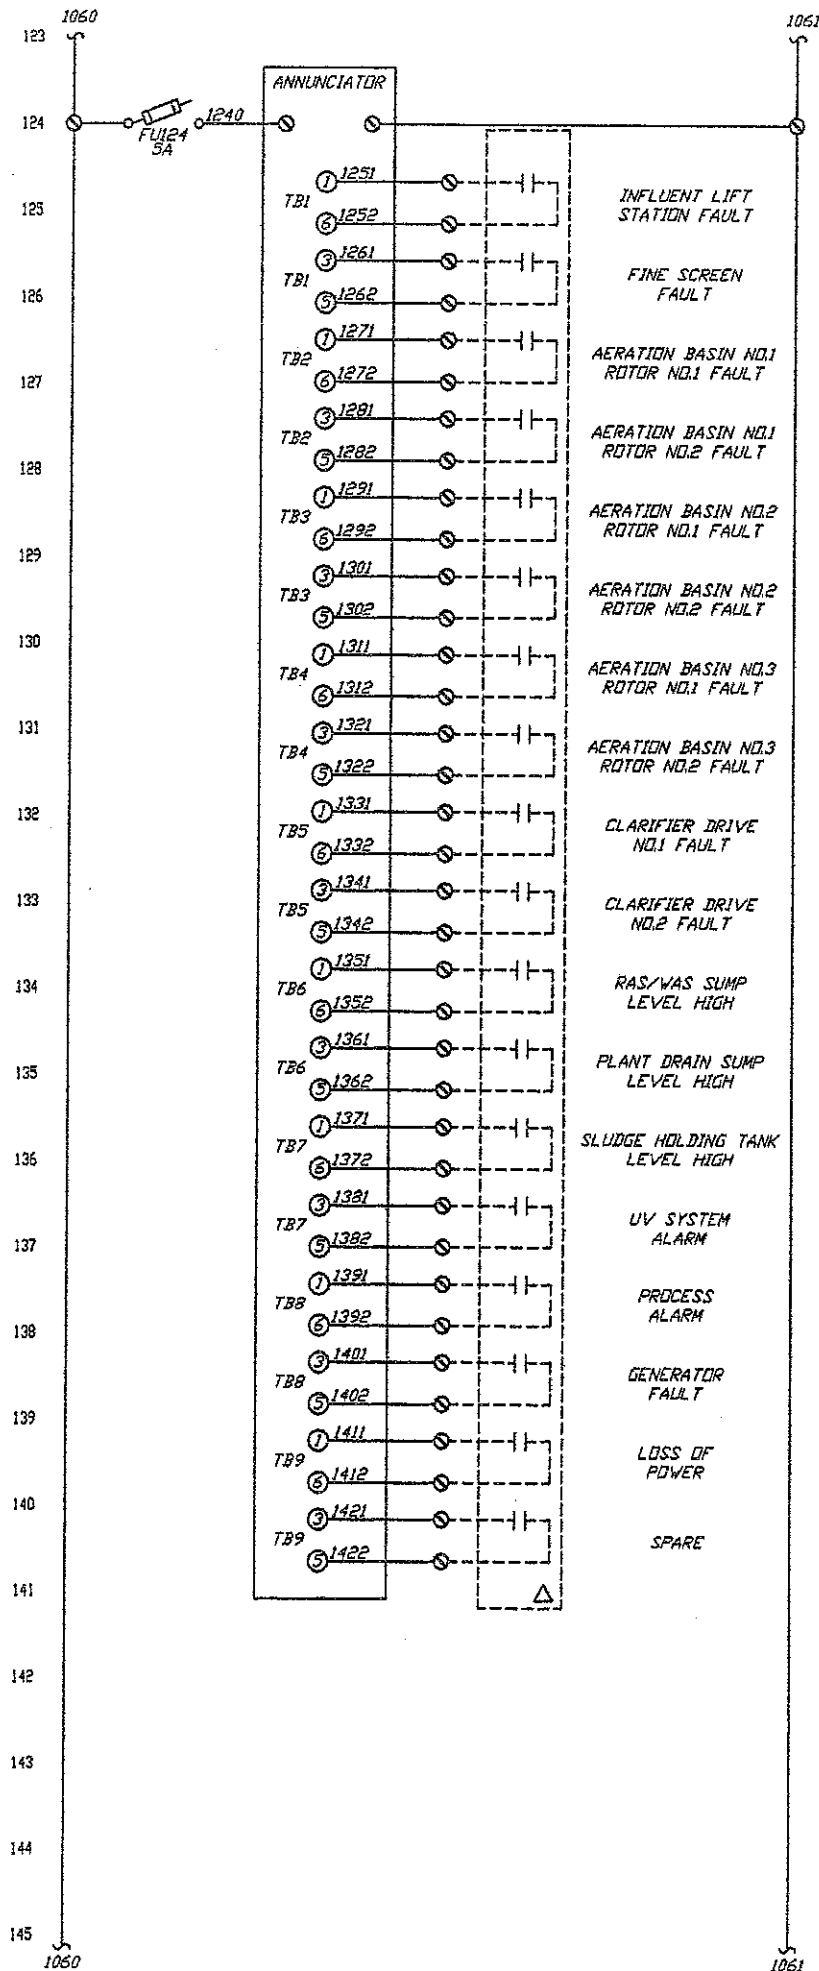 1060
1061
123
ANNUNCIATOR
124
FU124
5A
1240
1 1251
TB1
6 1252
INFLUENT LIFT
STATION FAULT
125
3 1261
TB1
5 1262
FINE SCREEN
FAULT
126
1 1271
TB2
6 1272
AERATION BASIN NO.1
ROTOR NO.1 FAULT
127
3 1281
TB2
5 1282
AERATION BASIN NO.1
ROTOR NO.2 FAULT
128
1 1291
TB3
6 1292
AERATION BASIN NO.2
ROTOR NO.1 FAULT
129
3 1301
TB3
5 1302
AERATION BASIN NO.2
ROTOR NO.2 FAULT
130
1 1311
TB4
6 1312
AERATION BASIN NO.3
ROTOR NO.1 FAULT
131
3 1321
TB4
5 1322
AERATION BASIN NO.3
ROTOR NO.2 FAULT
132
1 1331
TB5
6 1332
CLARIFIER DRIVE
NO.1 FAULT
133
3 1341
TB5
5 1342
CLARIFIER DRIVE
NO.2 FAULT
134
1 1351
TB6
6 1352
RAS/WAS SUMP
LEVEL HIGH
135
3 1361
TB6
5 1362
PLANT DRAIN SUMP
LEVEL HIGH
136
1 1371
TB7
6 1372
SLUDGE HOLDING TANK
LEVEL HIGH
137
3 1381
TB7
5 1382
UV SYSTEM
ALARM
138
1 1391
TB8
6 1392
PROCESS
ALARM
139
3 1401
TB8
5 1402
GENERATOR
FAULT
140
1 1411
TB9
6 1412
LOSS OF
POWER
141
3 1421
TB9
5 1422
SPARE
142
143
144
145
1060
1061